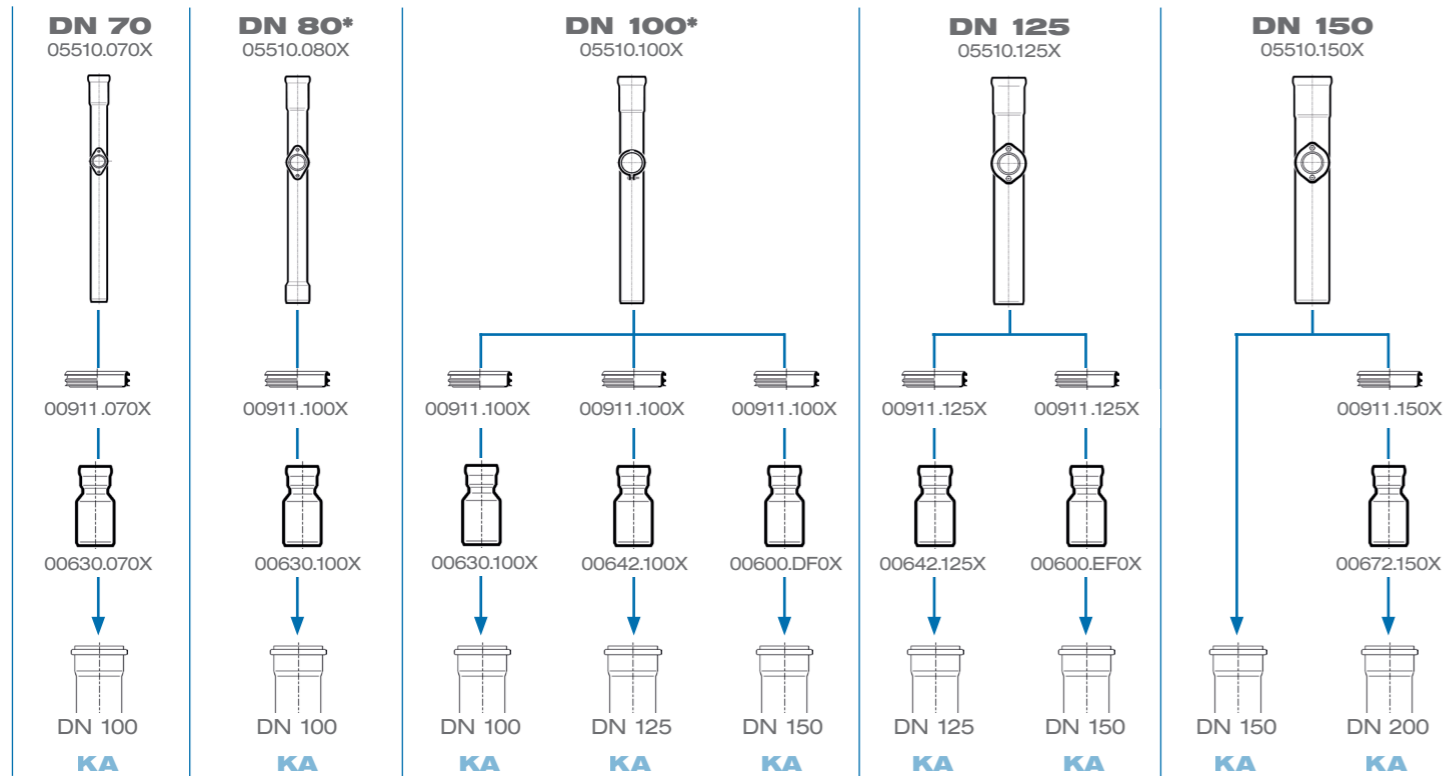 DN 70
05510.070X
DN 80*
05510.080X
DN 100*
05510.100X
DN 125
05510.125X
DN 150
05510.150X
00911.070X
00911.100X
00911.100X
00911.100X
00911.100X
00911.125X
00911.125X
00911.150X
00630.070X
00630.100X
00630.100X
00642.100X
00600.DF0X
00642.125X
00600.EF0X
00672.150X
DN 100
DN 100
DN 100
DN 125
DN 150
DN 125
DN 150
DN 150
DN 200
KA
KA
KA
KA
KA
KA
KA
KA
KA